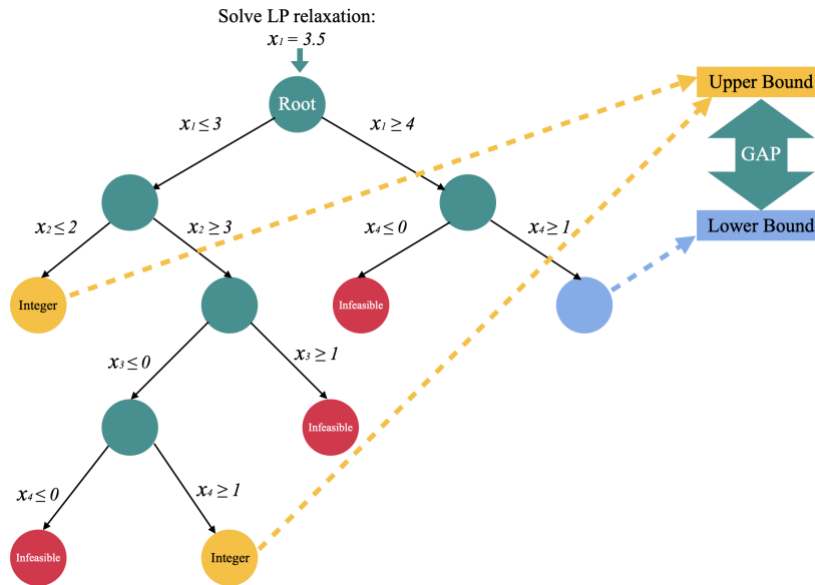 Solve LP relaxation:
x₁ = 3.5
Root
Upper Bound
x₁ ≤ 3
x₁ ≥ 4
GAP
x₂ ≤ 2
x₂ ≥ 3
x₄ ≤ 0
x₄ ≥ 1
Lower Bound
Integer
Infeasible
x₃ ≤ 0
x₃ ≥ 1
Infeasible
x₄ ≤ 0
x₄ ≥ 1
Infeasible
Integer